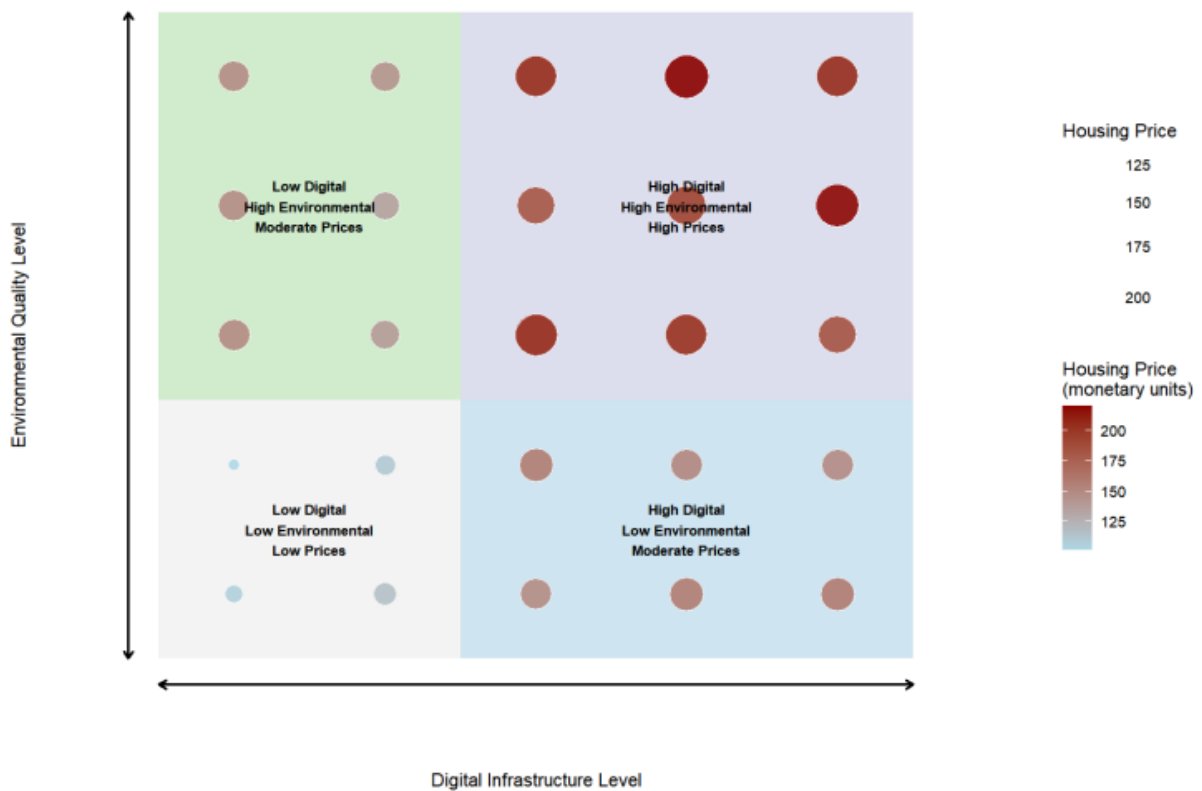 Environmental Quality Level
Low Digital
High Environmental
Moderate Prices
High Digital
High Environmental
High Prices
Low Digital
Low Environmental
Low Prices
High Digital
Low Environmental
Moderate Prices
Digital Infrastructure Level
Housing Price
125
150
175
200
Housing Price
(monetary units)
200
175
150
125